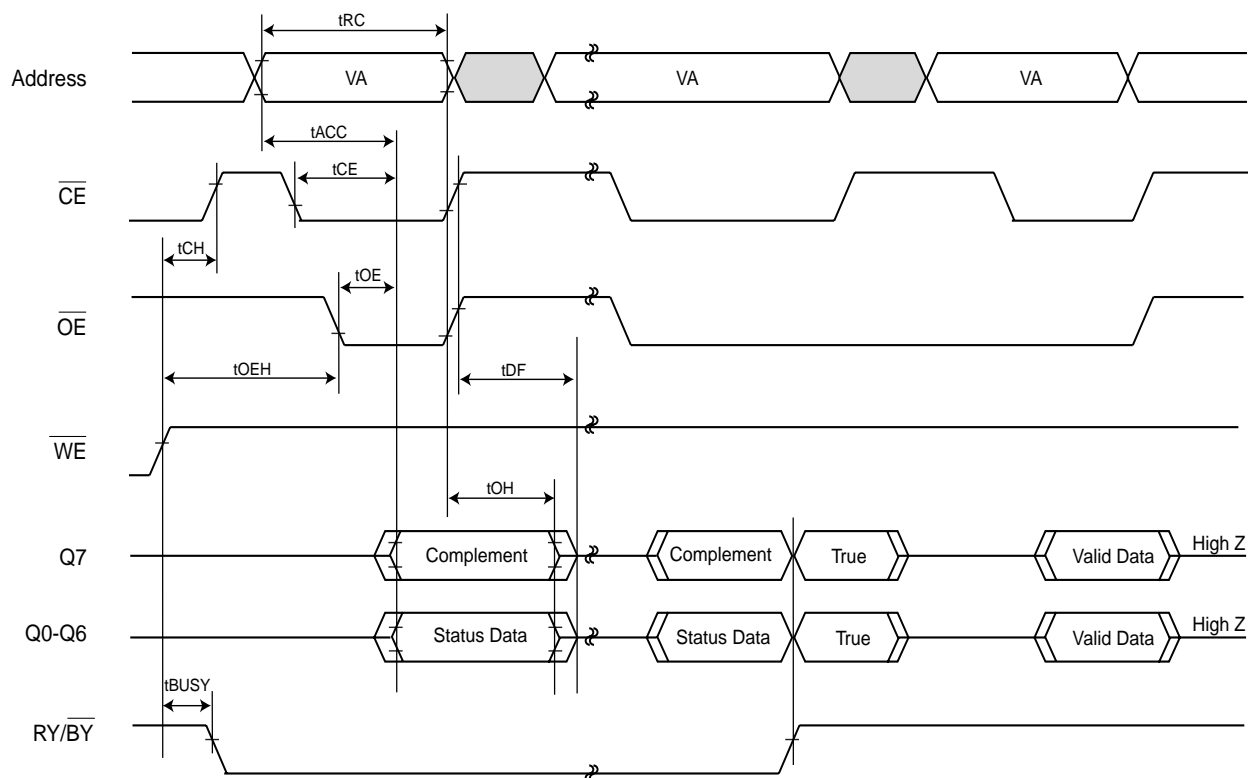 tRC
Address VA VA VA
tACC
tCE
CE
tCH
tOE
OE
tOEH tDF
WE
tOH
Q7 Complement Complement True Valid Data High Z
Q0-Q6 Status Data Status Data True Valid Data High Z
tBUSY
RY/BY